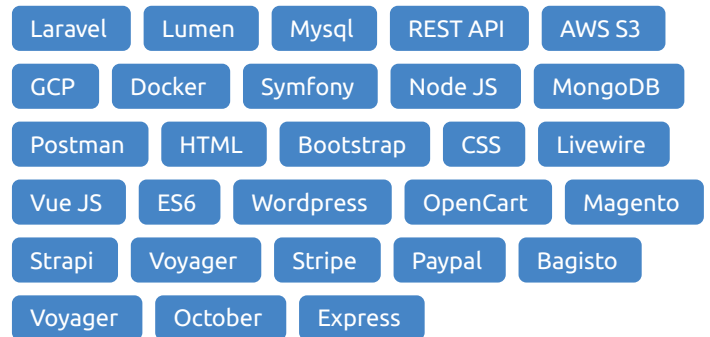 Laravel Lumen Mysql REST API AWS S3
GCP Docker Symfony Node JS MongoDB
Postman HTML Bootstrap CSS Livewire
Vue JS ES6 Wordpress OpenCart Magento
Strapi Voyager Stripe Paypal Bagisto
Voyager October Express